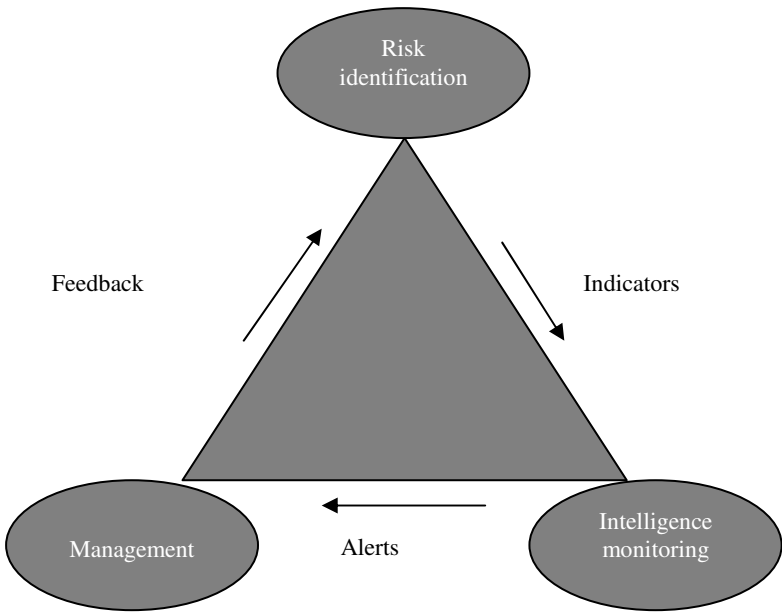 Risk
identification
Feedback
Indicators
Intelligence
monitoring
Management
Alerts